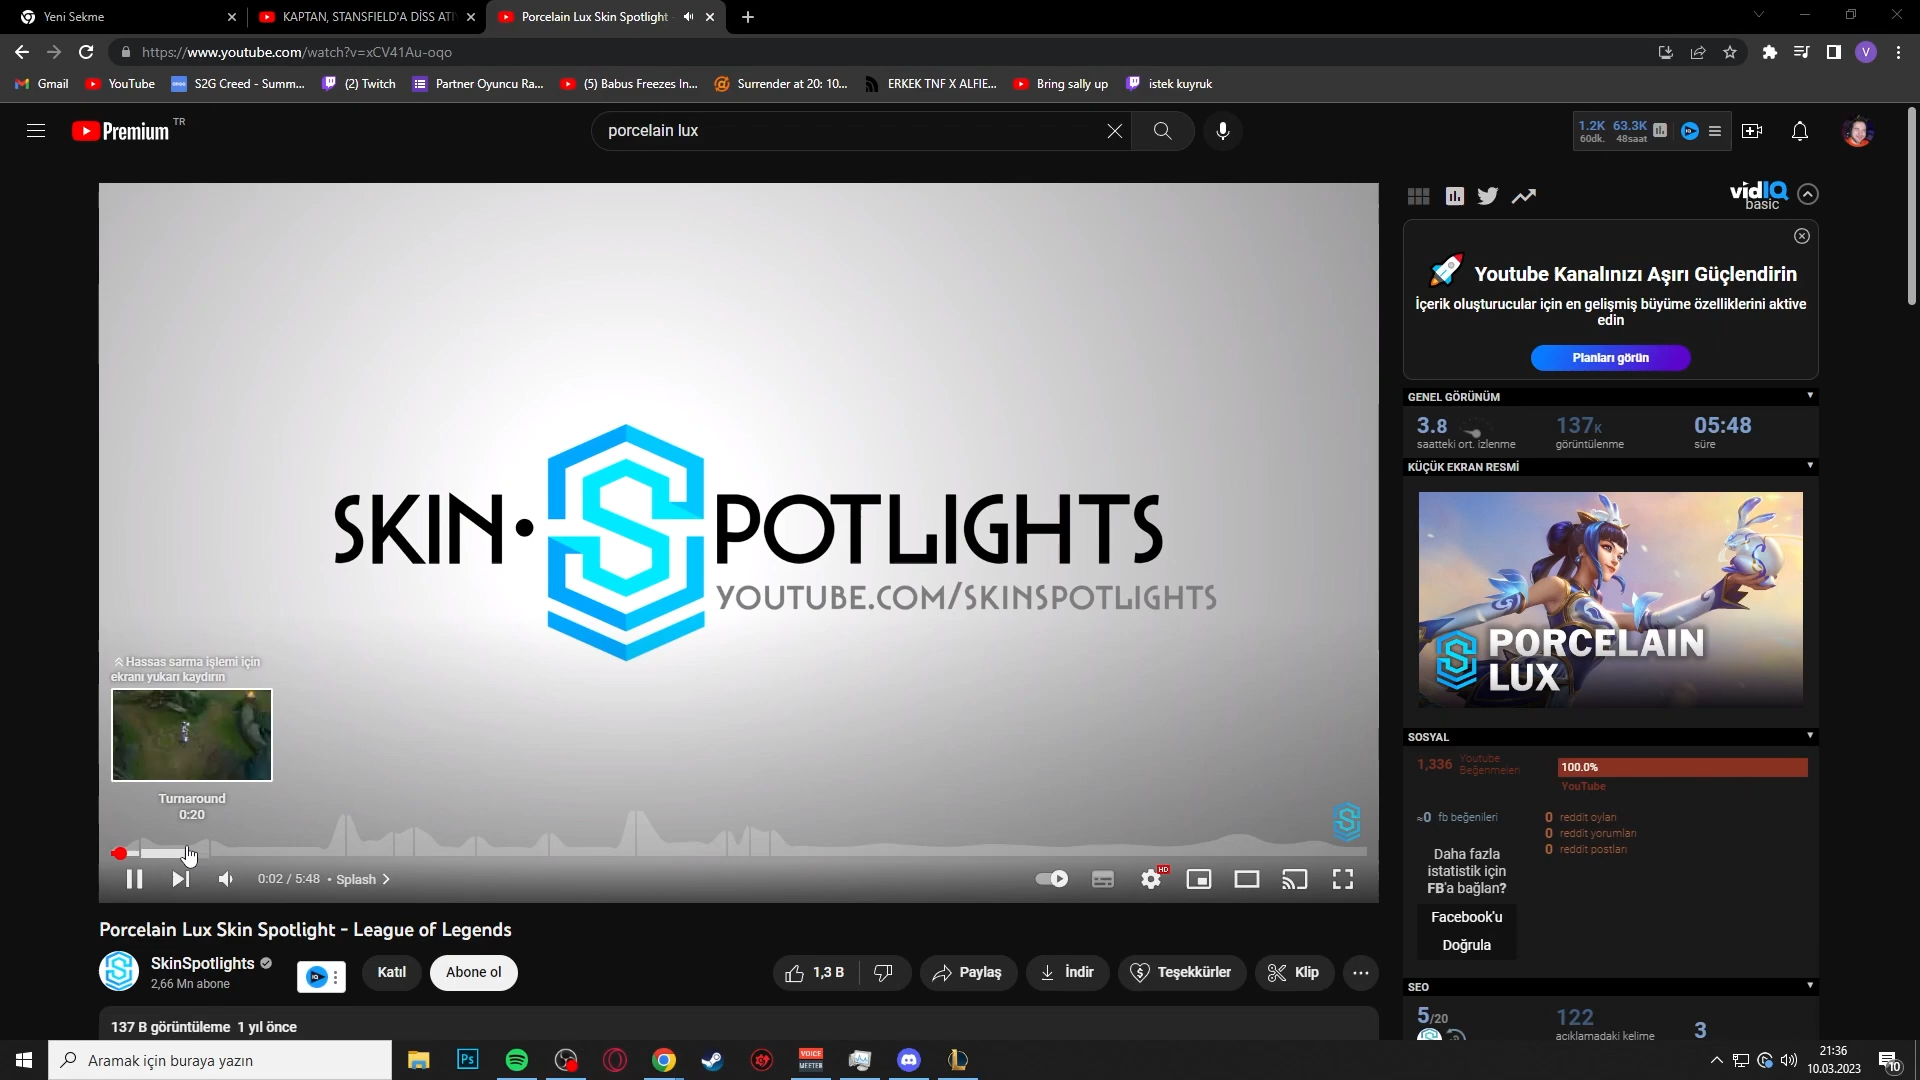 Yeni Sekme
KAPTAN, STANSFIELD'A DİSS ATI
Porcelain Lux Skin Spotlight -
https://www.youtube.com/watch?v=xCV41Au-oqo
V
Gmail
YouTube
S2G Creed - Summ...
(2) Twitch
Partner Oyuncu Ra...
(5) Babus Freezes In...
Surrender at 20: 10...
ERKEK TNF X ALFIE...
Bring sally up
istek kuyruk
Premium TR
porcelain lux
1.2K 63.3K
60dk. 48saat
vidIQ
basic
Youtube Kanalınızı Aşırı Güçlendirin
İçerik oluşturucular için en gelişmiş büyüme özelliklerini aktive
edin
Planları görün
GENEL GÖRÜNÜM
3.8 137K 05:48
saatteki ort. izlenme görüntülenme süre
KÜÇÜK EKRAN RESMİ
PORCELAIN
LUX
SKIN•SPOTLIGHTS
YOUTUBE.COM/SKINSPOTLIGHTS
Hassas sarma işlemi için
ekranı yukarı kaydırın
Turnaround
0:20
0:02 / 5:48 • Splash
HD
SOSYAL
1,336 Youtube
Beğenmeleri
100.0%
YouTube
≈0 fb beğenileri
0 reddit oyları
0 reddit yorumları
0 reddit postları
Daha fazla
istatistik için
FB'a bağlan?
Facebook'u
Doğrula
SEO
5/20 122 3
açıklamadaki kelime
Porcelain Lux Skin Spotlight - League of Legends
SkinSpotlights
2,66 Mn abone
Katıl
Abone ol
1,3 B
Paylaş
İndir
Teşekkürler
Klip
137 B görüntüleme 1 yıl önce
Aramak için buraya yazın
Ps
VOICE
MEETER
21:36
10.03.2023
10